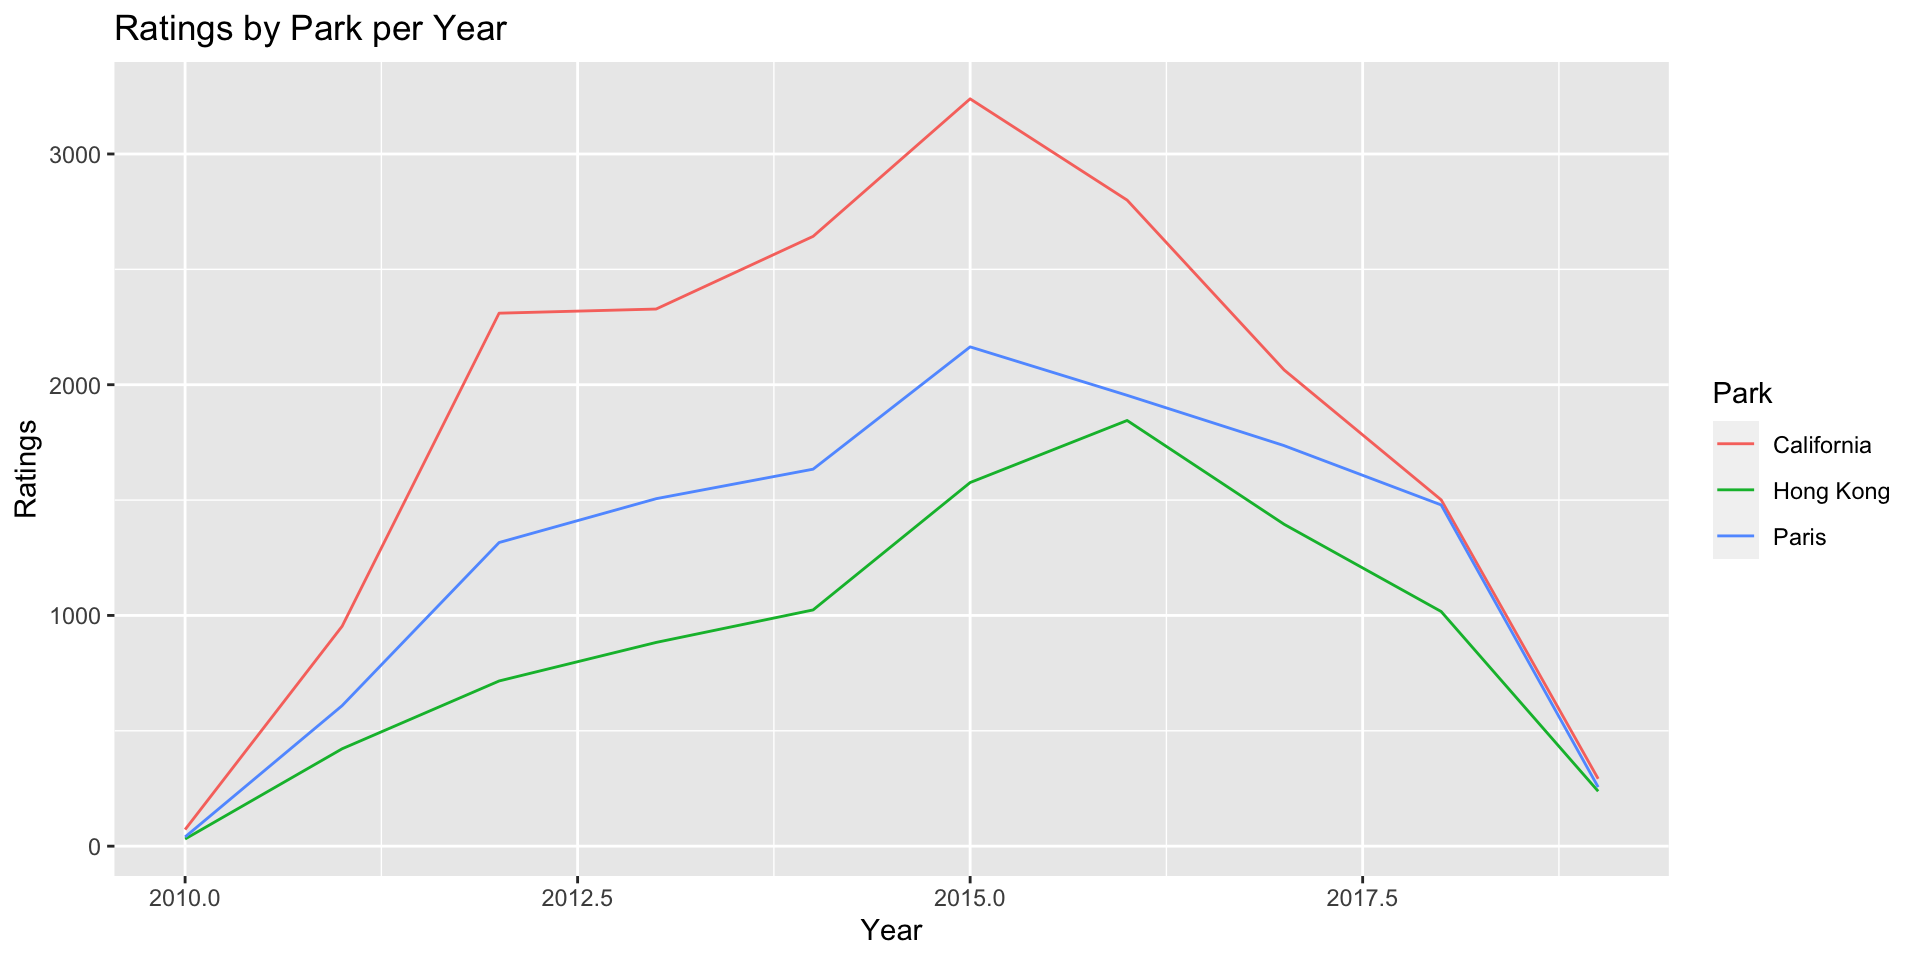 Ratings by Park per Year
Ratings
3000
2000
1000
0
2010.0
2012.5
2015.0
2017.5
Year
Park
California
Hong Kong
Paris